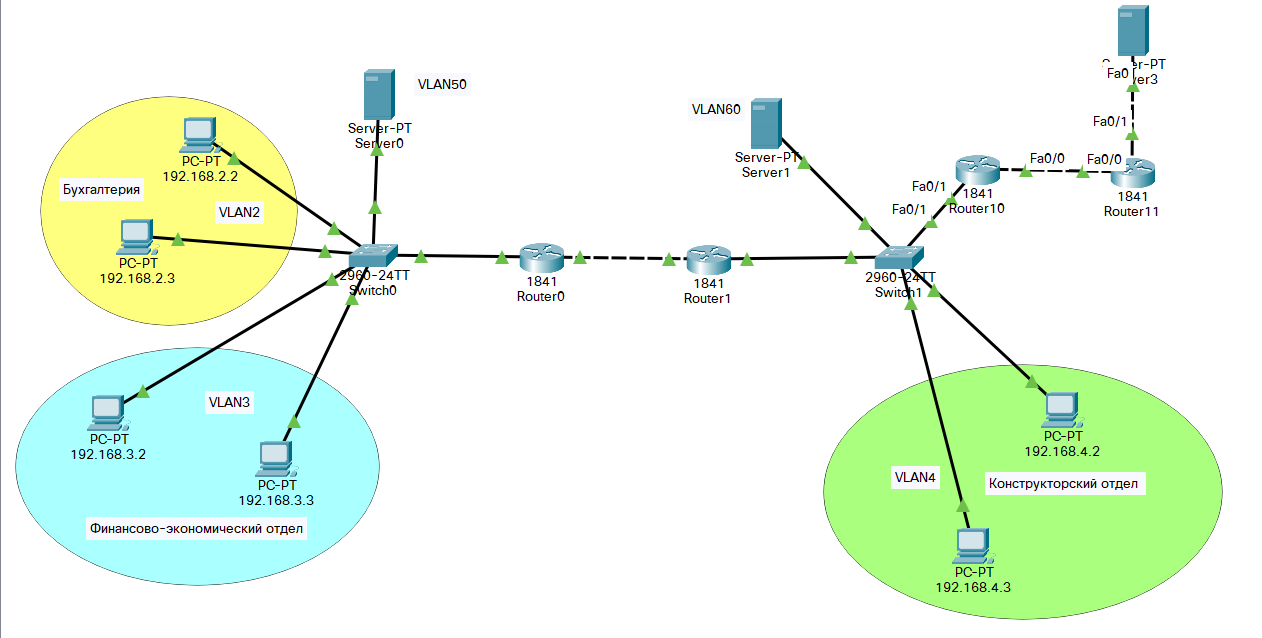 VLAN50
Server-PT
Server0
PC-PT
192.168.2.2
Бухгалтерия
VLAN2
PC-PT
192.168.2.3
2960-24TT
Switch0
1841
Router0
1841
Router1
VLAN3
PC-PT
192.168.3.2
PC-PT
192.168.3.3
Финансово-экономический отдел
VLAN60
Server-PT
Server1
2960-24TT
Switch1
Fa0/1
Fa0/1
1841
Router10
Fa0/0
Fa0/0
1841
Router11
Fa0/1
Fa0
er-PT
ver3
PC-PT
192.168.4.2
VLAN4
Конструкторский отдел
PC-PT
192.168.4.3